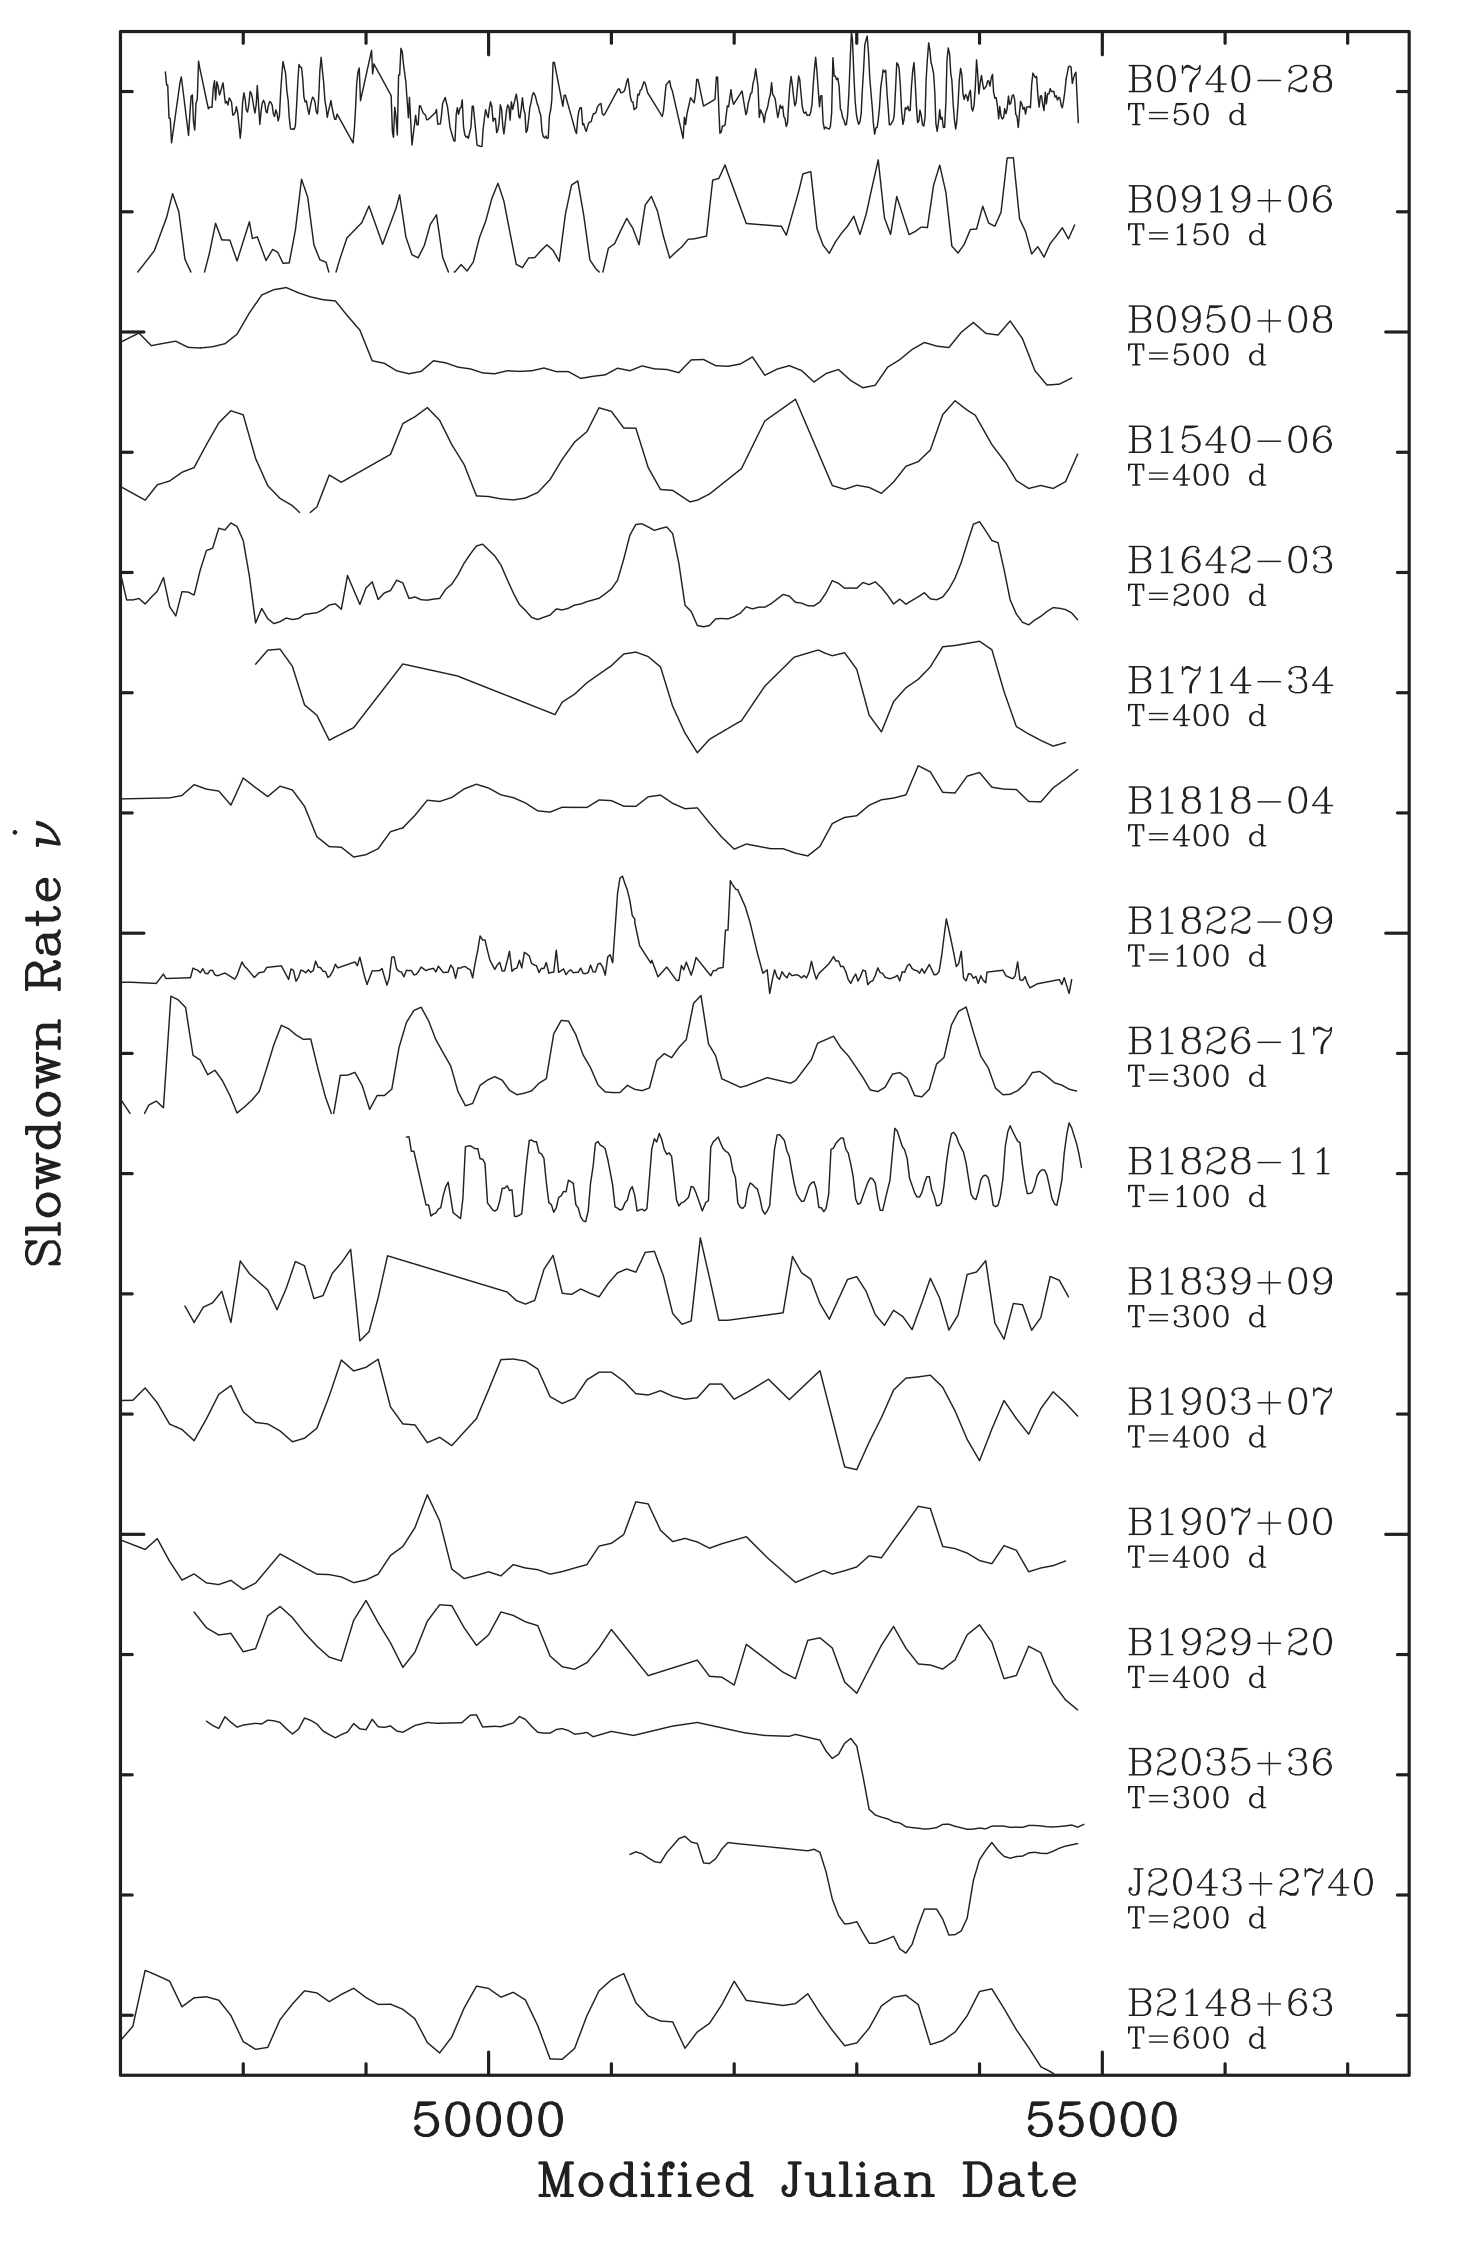 B0740−28
T=50 d
B0919+06
T=150 d
B0950+08
T=500 d
B1540−06
T=400 d
B1642−03
T=200 d
B1714−34
T=400 d
B1818−04
T=400 d
B1822−09
T=100 d
B1826−17
T=300 d
B1828−11
T=100 d
B1839+09
T=300 d
B1903+07
T=400 d
B1907+00
T=400 d
B1929+20
T=400 d
B2035+36
T=300 d
J2043+2740
T=200 d
B2148+63
T=600 d
Slowdown Rate ν̇
50000 55000
Modified Julian Date